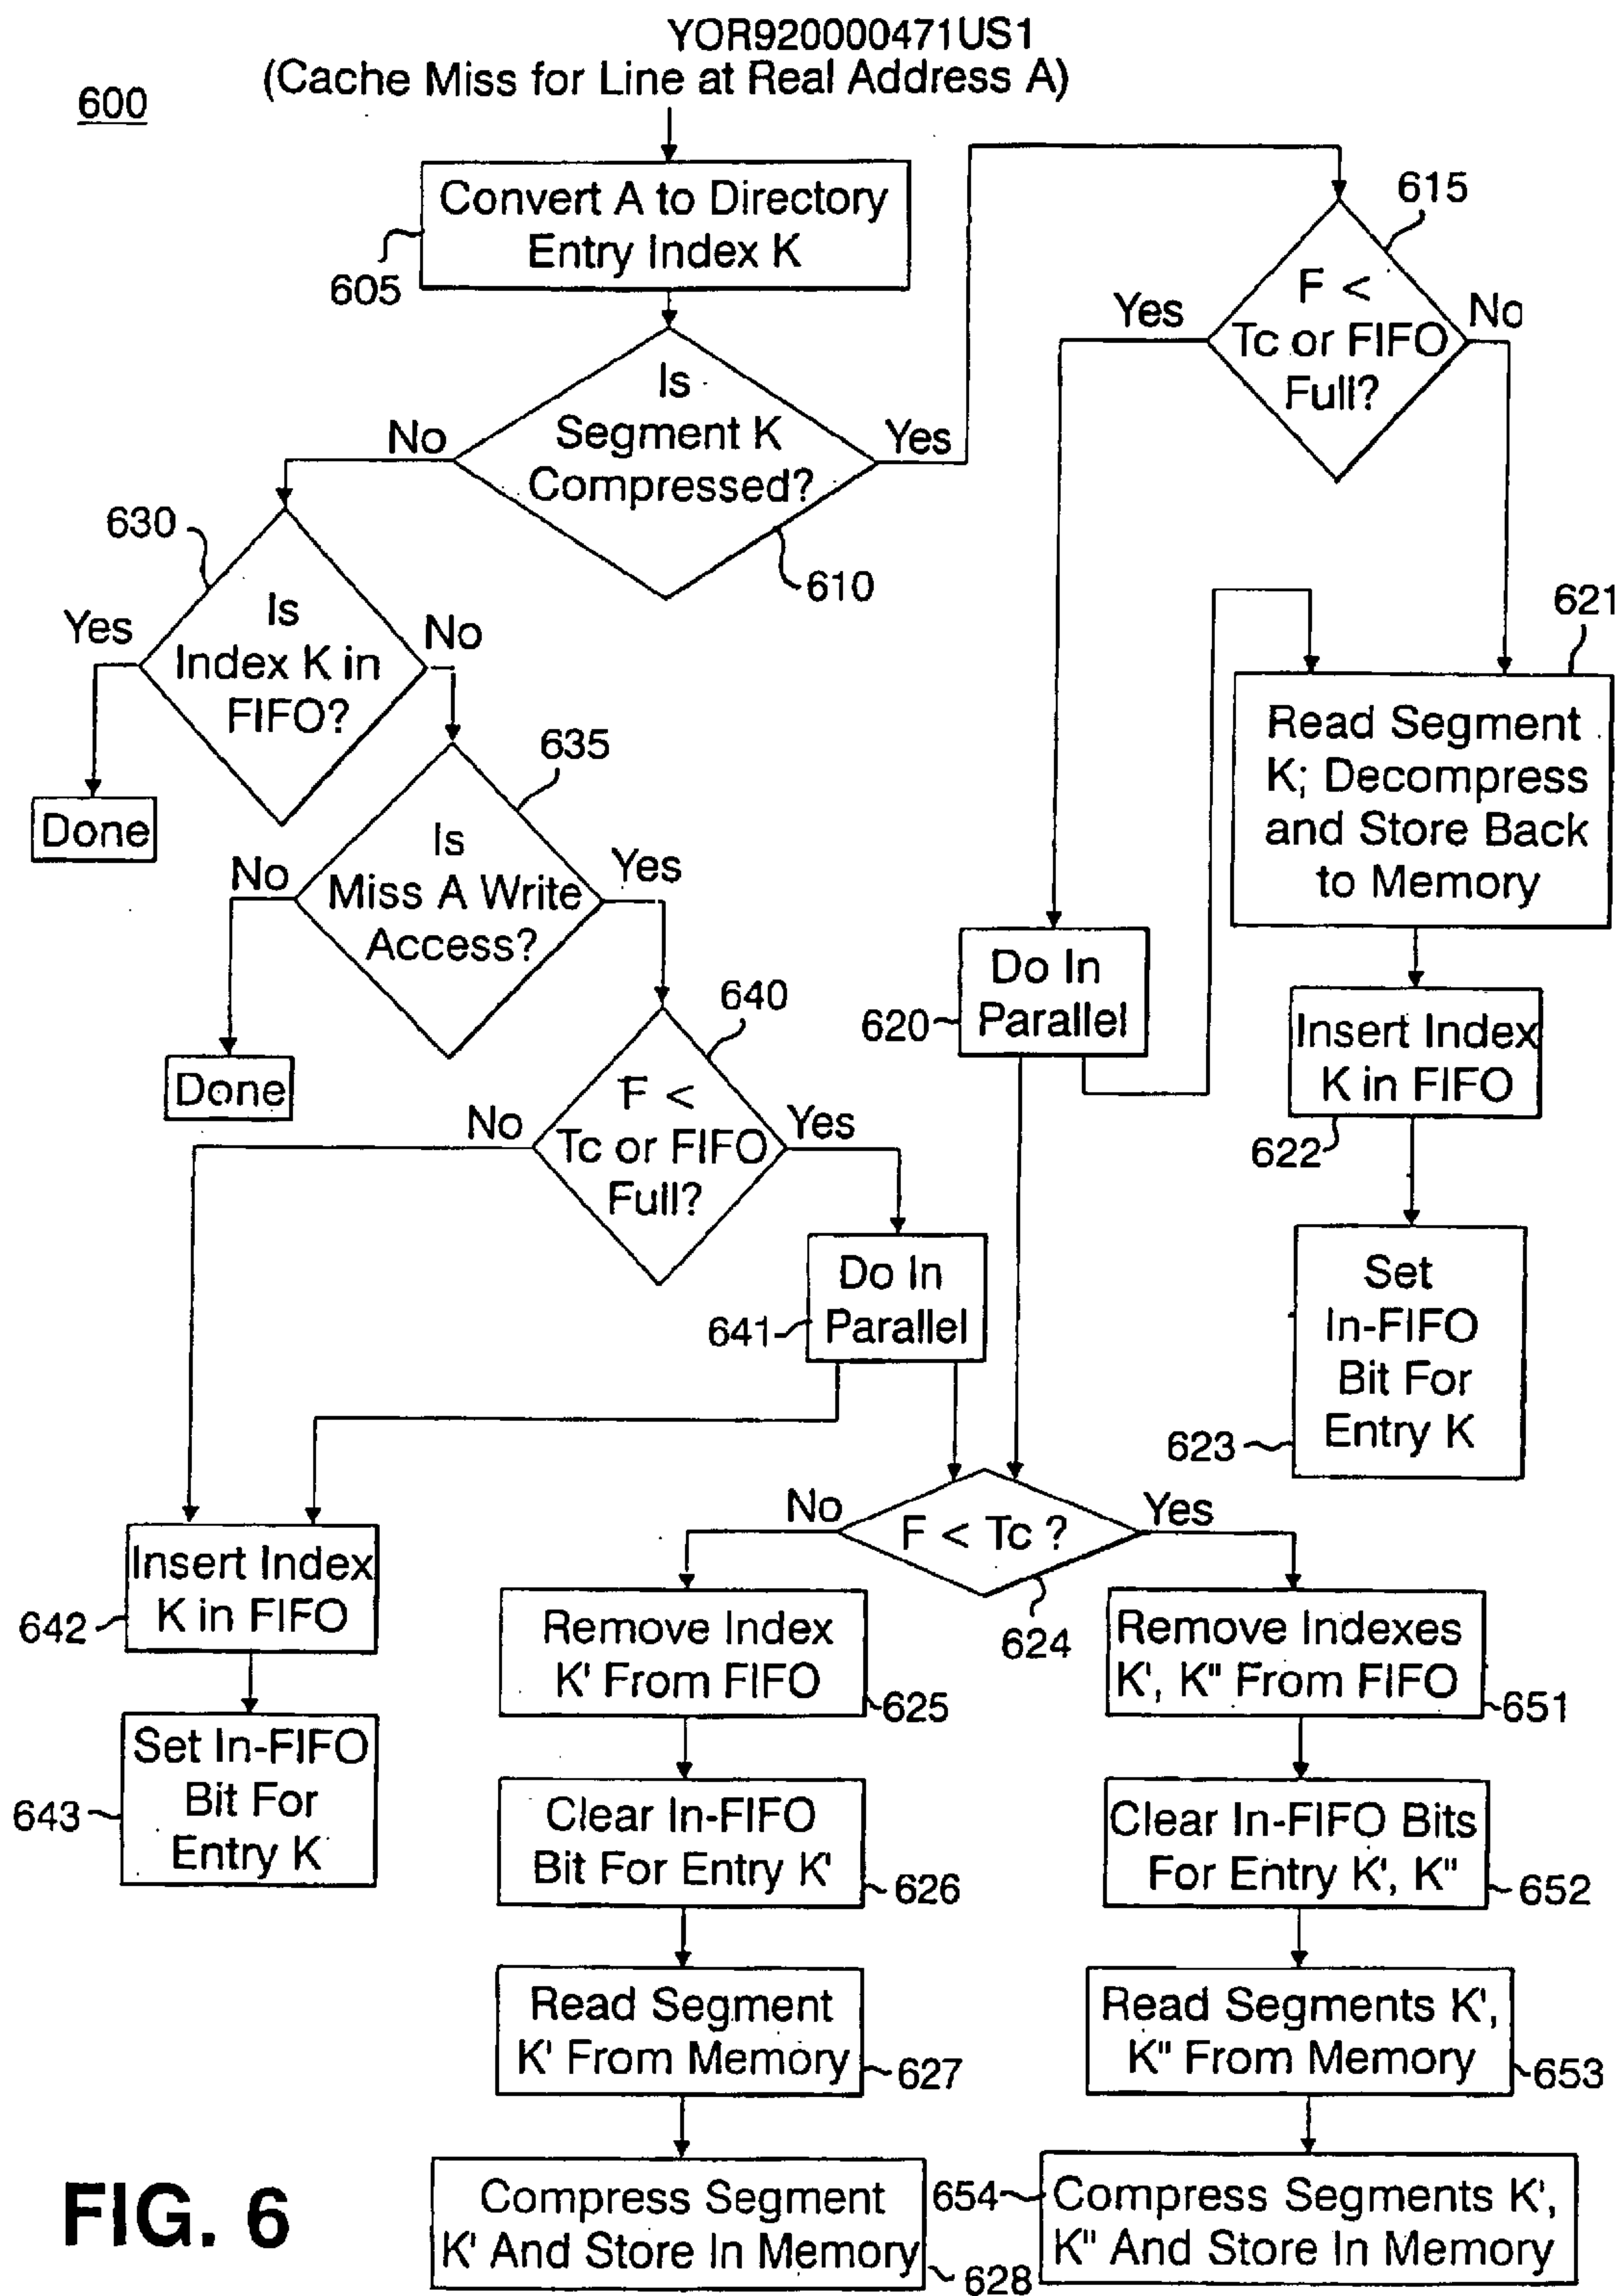 YOR920000471US1
(Cache Miss for Line at Real Address A)
600
Convert A to Directory
Entry Index K
605
615
F <
Tc or FIFO
Full?
Yes
No
Is
Segment K
Compressed?
No
Yes
610
630
Is
Index K in
FIFO?
Yes
No
Done
621
Read Segment
K; Decompress
and Store Back
to Memory
635
Is
Miss A Write
Access?
No
Yes
Done
Do In
Parallel
620
Insert Index
K in FIFO
622
640
F <
Tc or FIFO
Full?
No
Yes
Do In
Parallel
641
Set
In-FIFO
Bit For
Entry K
623
F < Tc ?
No
Yes
624
Insert Index
K in FIFO
642
Set In-FIFO
Bit For
Entry K
643
Remove Index
K' From FIFO
625
Remove Indexes
K', K" From FIFO
651
Clear In-FIFO
Bit For Entry K'
626
Clear In-FIFO Bits
For Entry K', K"
652
Read Segment
K' From Memory
627
Read Segments K',
K" From Memory
653
Compress Segment
K' And Store In Memory
628
654
Compress Segments K',
K" And Store In Memory
FIG. 6